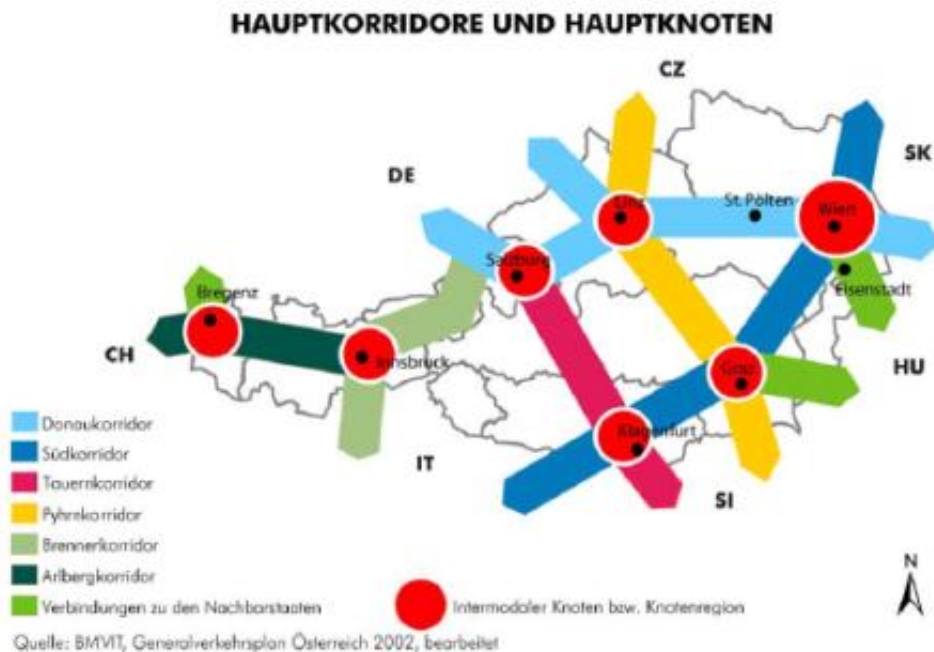 HAUPTKORRIDORE UND HAUPTKNOTEN
CZ
SK
DE
St. Pölten
Wien
Linz
Salzburg
Eisenstadt
Bregenz
CH
Innsbruck
HU
Graz
Klagenfurt
IT
SI
Donaukorridor
Südkorridor
Tauernkorridor
Pyhrnkorridor
Brennerkorridor
Arlbergkorridor
Verbindungen zu den Nachbarstaaten
Intermodaler Knoten bzw. Knotenregion
N
Quelle: BMVIT, Generalverkehrsplan Österreich 2002, bearbeitet